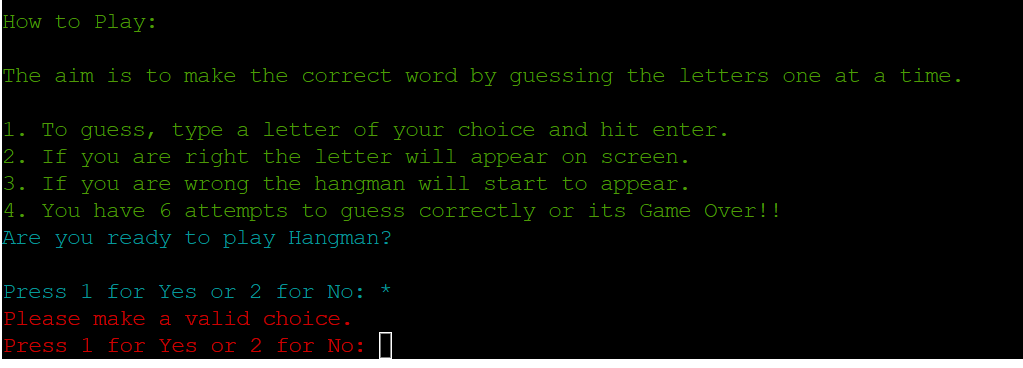 How to Play:
The aim is to make the correct word by guessing the letters one at a time.
1. To guess, type a letter of your choice and hit enter.
2. If you are right the letter will appear on screen.
3. If you are wrong the hangman will start to appear.
4. You have 6 attempts to guess correctly or its Game Over!!
Are you ready to play Hangman?
Press 1 for Yes or 2 for No: *
Please make a valid choice.
Press 1 for Yes or 2 for No: